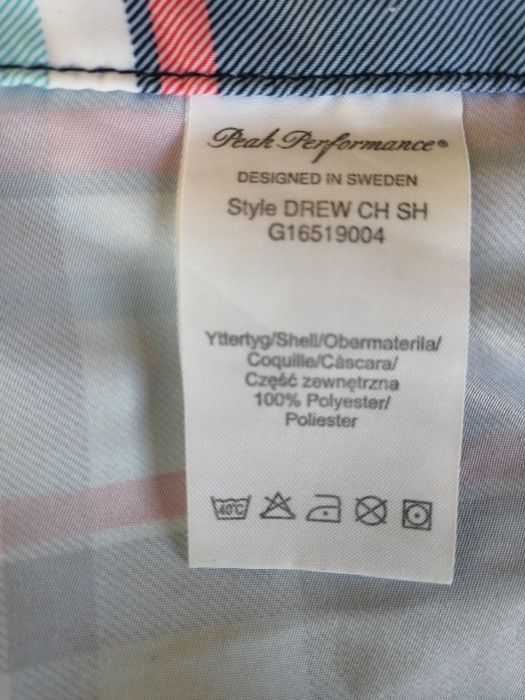 Peak Performance®
DESIGNED IN SWEDEN
Style DREW CH SH
G16519004
Yttertyg/Shell/Obermaterila/
Coquille/Càscara/
Część zewnętrzna
100% Polyester/
Poliester
40°C